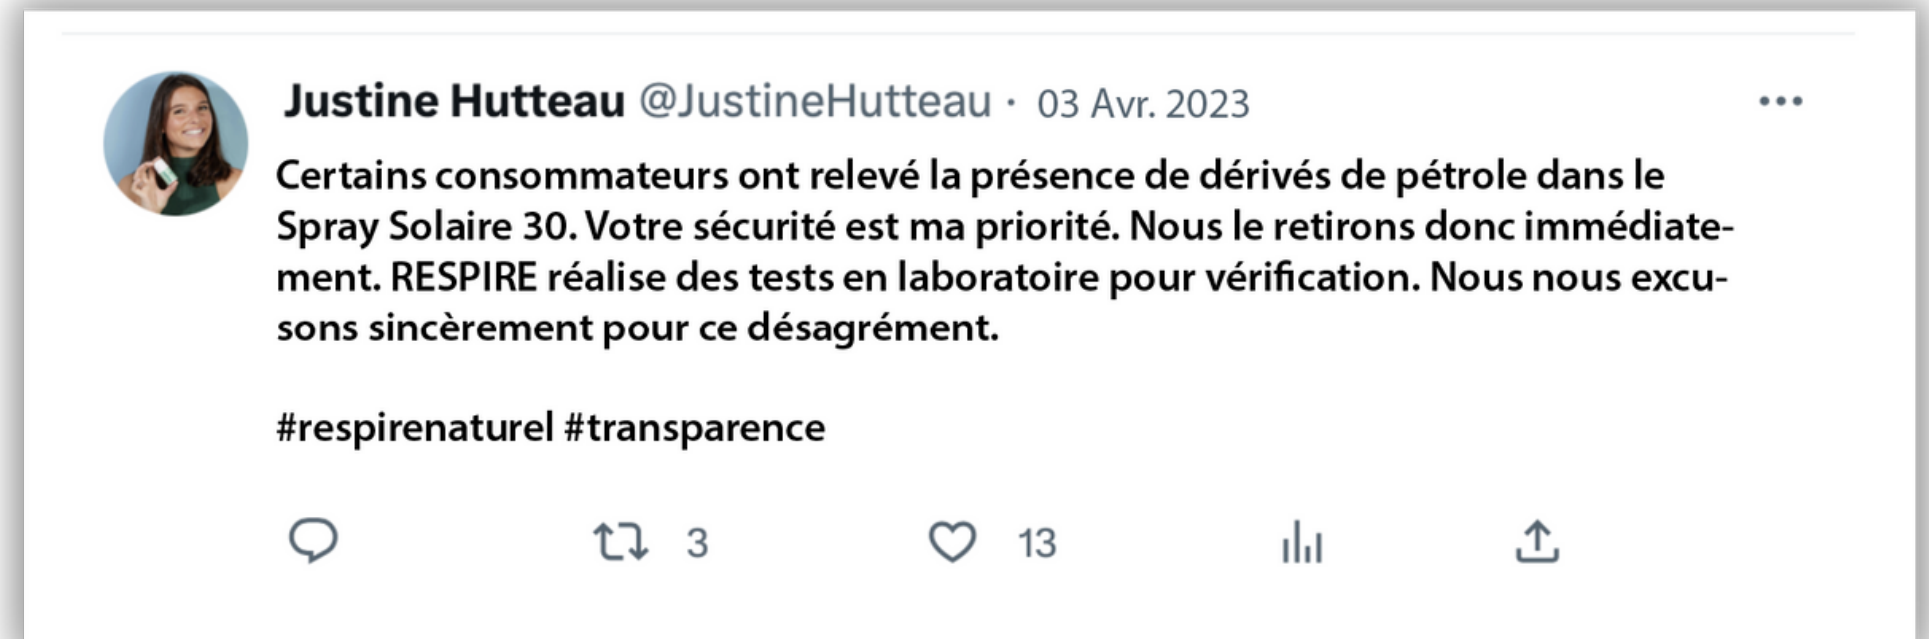 Justine Hutteau @JustineHutteau · 03 Avr. 2023
Certains consommateurs ont relevé la présence de dérivés de pétrole dans le
Spray Solaire 30. Votre sécurité est ma priorité. Nous le retirons donc immédiate-
ment. RESPIRE réalise des tests en laboratoire pour vérification. Nous nous excu-
sons sincèrement pour ce désagrément.
#respirenaturel #transparence
3 13